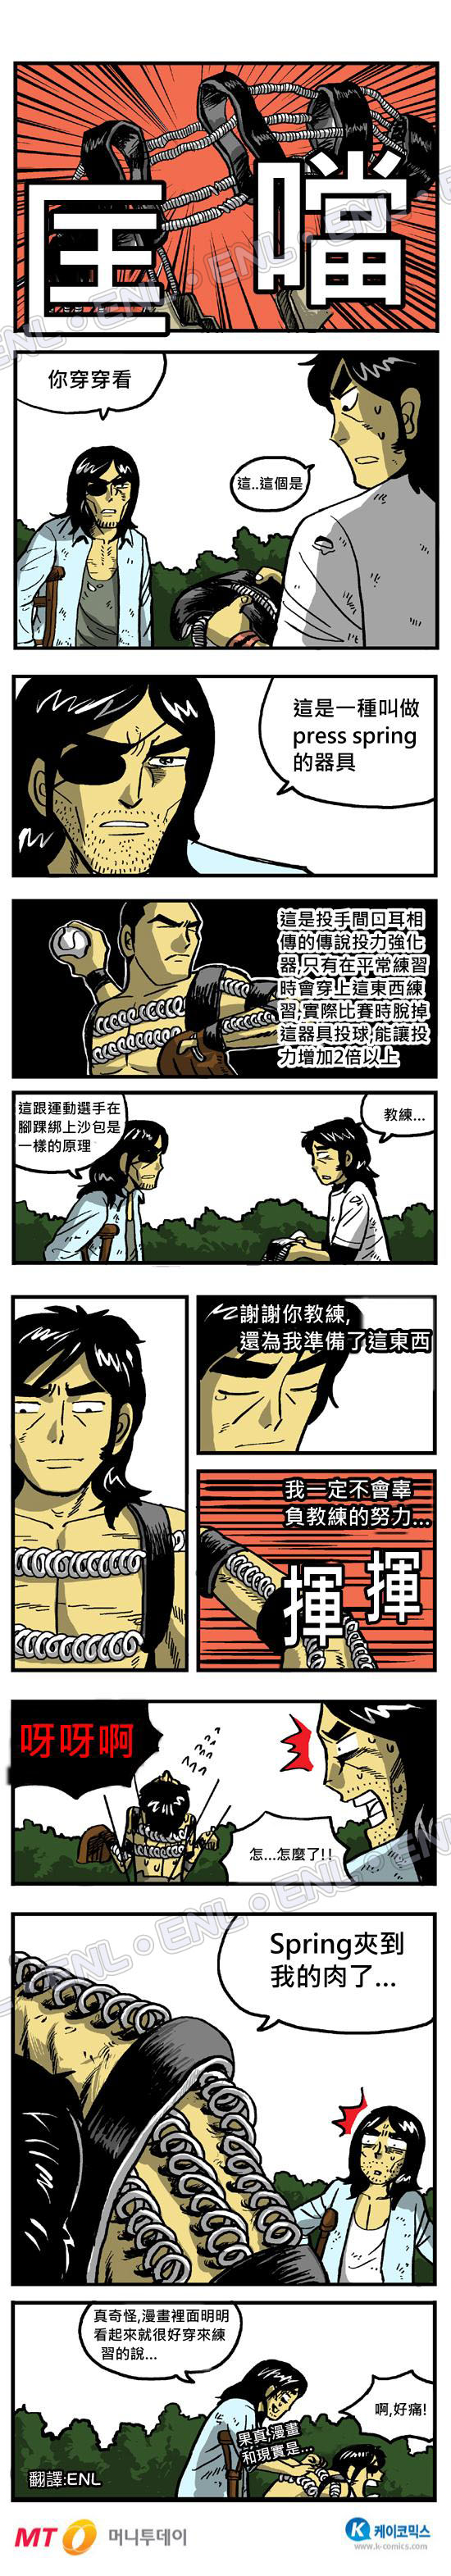 匡噹
ENL • ENL • ENL • ENL • ENL
你穿穿看
這..這個是
這是一種叫做
press spring
的器具
這是投手間口耳相
傳的傳說投力強化
器,只有在平常練習
時會穿上這東西練
習,實際比賽時脫掉
這器具投球,能讓投
力增加2倍以上
這跟運動選手在
腳踝綁上沙包是
一樣的原理
教練...
謝謝你教練,
還為我準備了這東西
我一定不會辜
負教練的努力...
揮揮
呀呀啊
怎...怎麼了!!
ENL • ENL • ENL • ENL • ENL
Spring夾到
我的肉了...
真奇怪,漫畫裡面明明
看起來就很好穿來練
習的說...
啊,好痛!
果真,漫畫
和現實是...
翻譯:ENL
MT 머니투데이
K 케이코믹스
www.k-comics.com